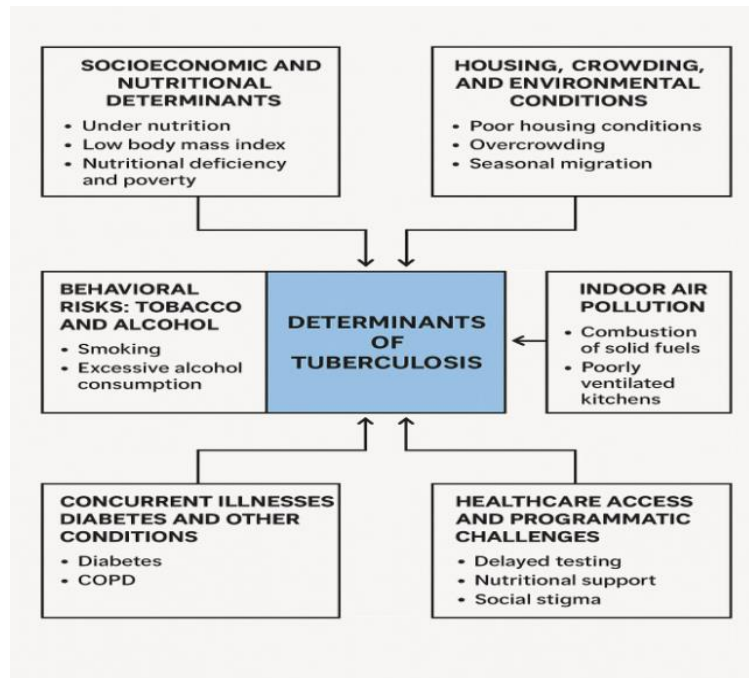 SOCIOECONOMIC AND
NUTRITIONAL
DETERMINANTS
• Under nutrition
• Low body mass index
• Nutritional deficiency
and poverty
HOUSING, CROWDING,
AND ENVIRONMENTAL
CONDITIONS
• Poor housing conditions
• Overcrowding
• Seasonal migration
BEHAVIORAL
RISKS: TOBACCO
AND ALCOHOL
• Smoking
• Excessive alcohol
consumption
DETERMINANTS
OF
TUBERCULOSIS
INDOOR AIR
POLLUTION
• Combustion
of solid fuels
• Poorly
ventilated
kitchens
CONCURRENT ILLNESSES
DIABETES AND OTHER
CONDITIONS
• Diabetes
• COPD
HEALTHCARE ACCESS
AND PROGRAMMATIC
CHALLENGES
• Delayed testing
• Nutritional support
• Social stigma